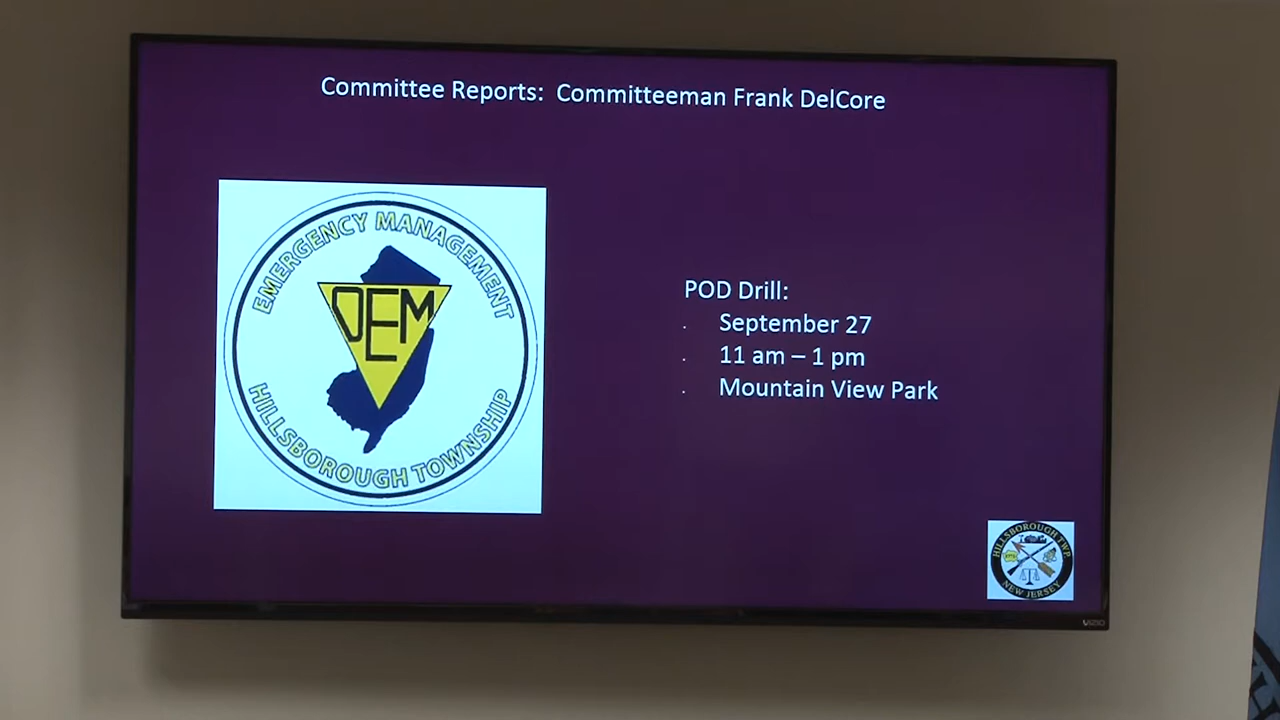 Committee Reports: Committeeman Frank DelCore
EMERGENCY MANAGEMENT
OEM
HILLSBOROUGH TOWNSHIP
POD Drill:
September 27
11 am – 1 pm
Mountain View Park
HILLSBOROUGH TWP
NEW JERSEY
VIZIO